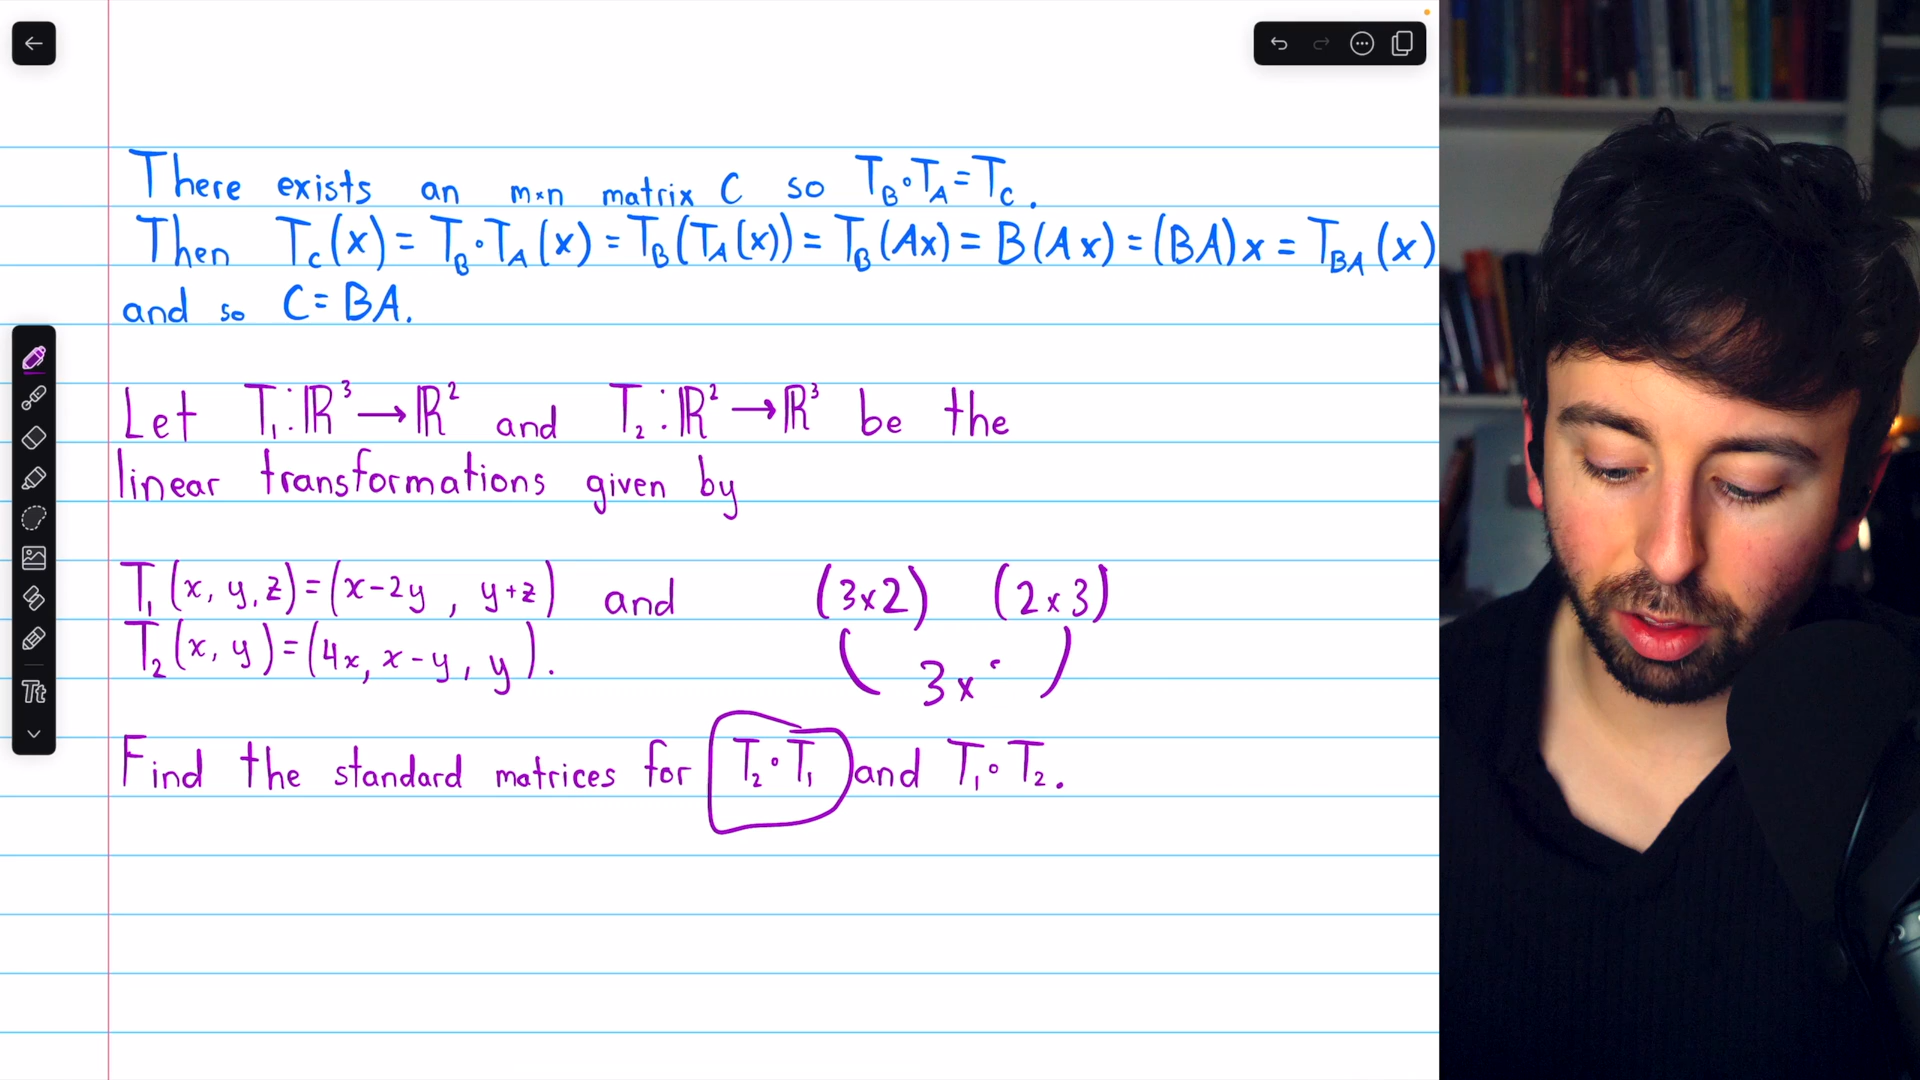 There exists an m×n matrix C so T_B∘T_A=T_C.
Then T_C(x) = T_B∘T_A(x) = T_B(T_A(x)) = T_B(Ax) = B(Ax) = (BA)x = T_BA(x)
and so C=BA.
Let T₁:ℝ³→ℝ² and T₂:ℝ²→ℝ³ be the
linear transformations given by
T₁(x, y, z)=(x-2y, y+z) and (3x2) (2x3)
T₂(x, y)=(4x, x-y, y). ( 3x )
Find the standard matrices for T₂∘T₁ and T₁∘T₂.
Tt